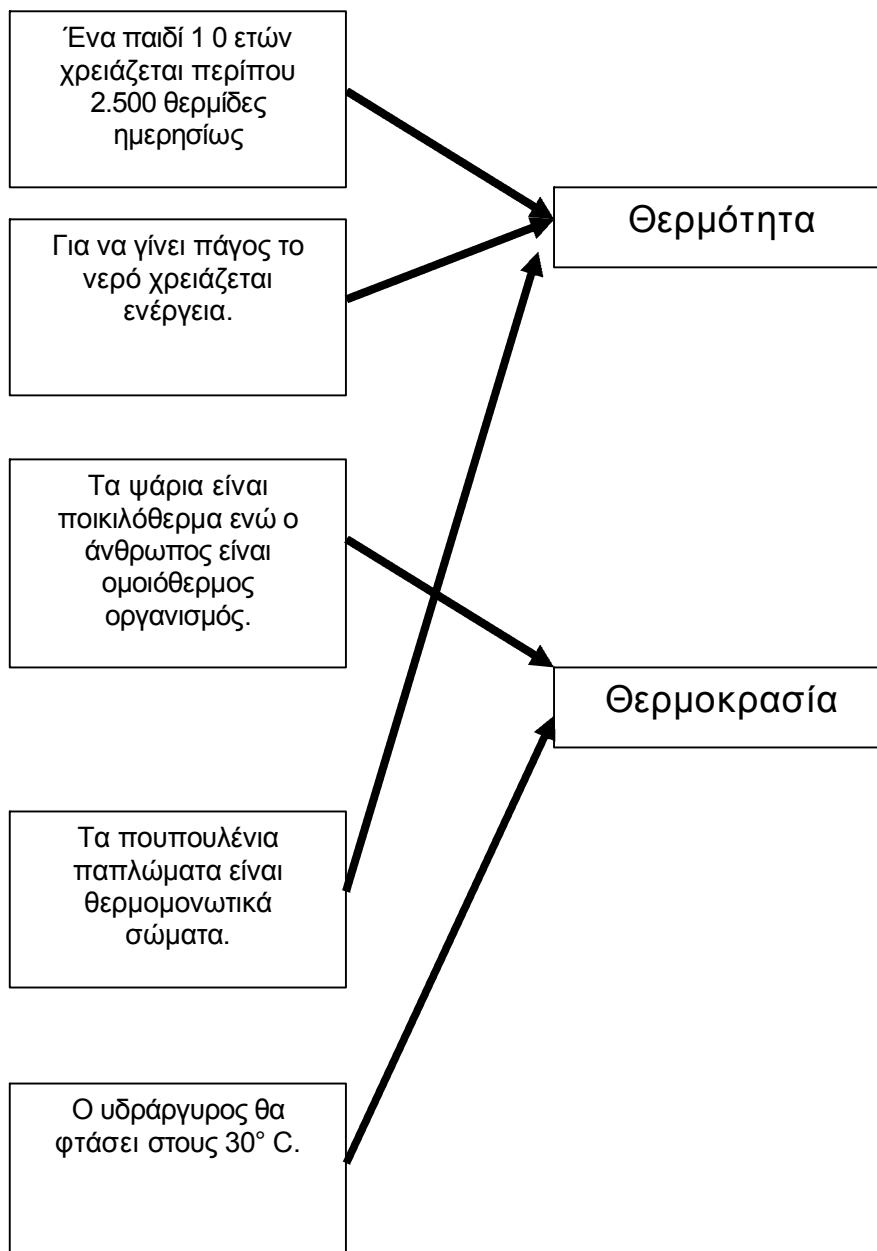 Ένα παιδί 1 0 ετών
χρειάζεται περίπου
2.500 θερμίδες
ημερησίως
Θερμότητα
Για να γίνει πάγος το
νερό χρειάζεται
ενέργεια.
Τα ψάρια είναι
ποικιλόθερμα ενώ ο
άνθρωπος είναι
ομοιόθερμος
οργανισμός.
Θερμοκρασία
Τα πουπουλένια
παπλώματα είναι
θερμομονωτικά
σώματα.
Ο υδράργυρος θα
φτάσει στους 30° C.